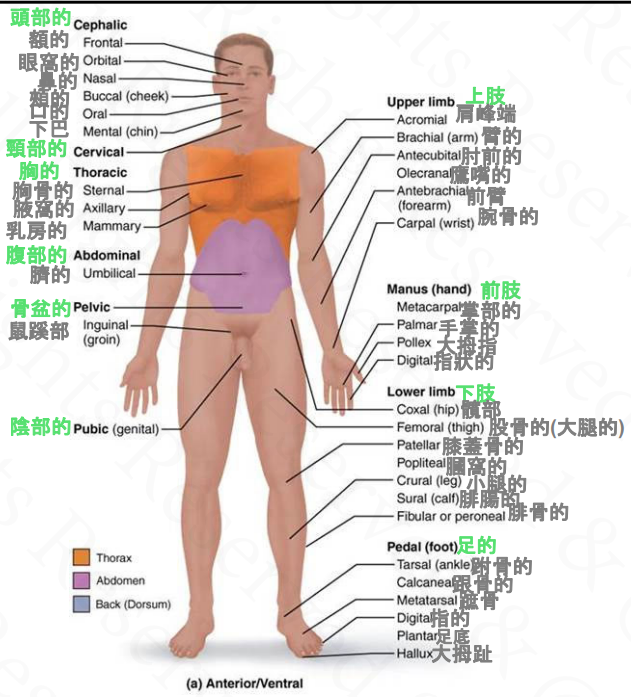 頭部的 Cephalic
額的 Frontal
眼窩的 Orbital
鼻的 Nasal
頰的 Buccal (cheek)
口的 Oral
下巴 Mental (chin)
頸部的 Cervical
胸的 Thoracic
胸骨的 Sternal
腋窩的 Axillary
乳房的 Mammary
腹部的 Abdominal
臍的 Umbilical
骨盆的 Pelvic
鼠蹊部 Inguinal
(groin)
陰部的 Pubic (genital)
Thorax
Abdomen
Back (Dorsum)
Upper limb 上肢
Acromial 肩峰端
Brachial (arm) 臂的
Antecubital 肘前的
Olecranal 鷹嘴的
Antebrachial 前臂
(forearm)
Carpal (wrist) 腕骨的
Manus (hand) 前肢
Metacarpal 掌部的
Palmar 手掌的
Pollex 大拇指
Digital 指狀的
Lower limb 下肢
Coxal (hip) 髖部
Femoral (thigh) 股骨的(大腿的)
Patellar 膝蓋骨的
Popliteal 膕窩的
Crural (leg) 小腿的
Sural (calf) 腓腸的
Fibular or peroneal 腓骨的
Pedal (foot) 足的
Tarsal (ankle) 跗骨的
Calcaneal 跟骨的
Metatarsal 蹠骨
Digital 指的
Plantar 足底
Hallux 大拇趾
(a) Anterior/Ventral